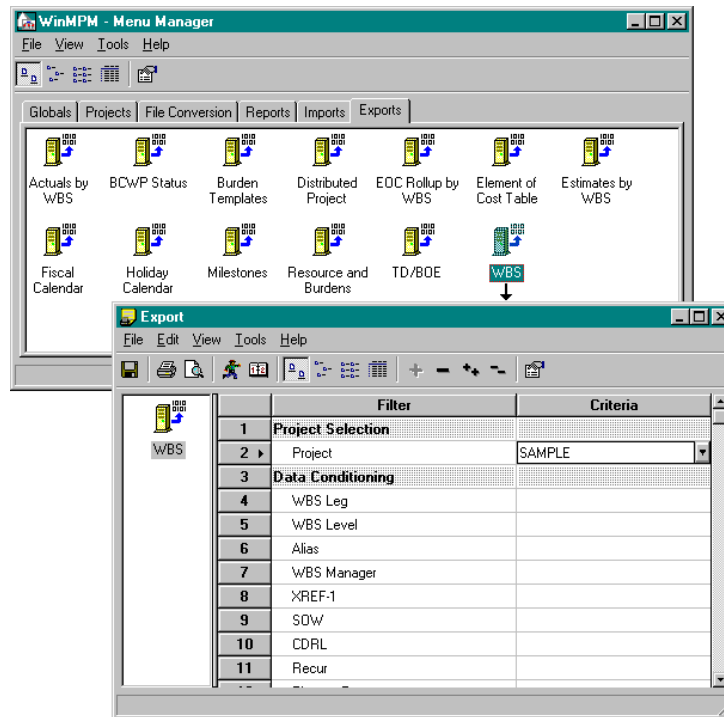 WinMPM - Menu Manager
File View Tools Help
Globals Projects File Conversion Reports Imports Exports
Actuals by WBS
BCWP Status
Burden Templates
Distributed Project
EOC Rollup by WBS
Element of Cost Table
Estimates by WBS
Fiscal Calendar
Holiday Calendar
Milestones
Resource and Burdens
TD/BOE
WBS
Export
File Edit View Tools Help
WBS
Filter Criteria
1 Project Selection
2 Project SAMPLE
3 Data Conditioning
4 WBS Leg
5 WBS Level
6 Alias
7 WBS Manager
8 XREF-1
9 SOW
10 CDRL
11 Recur